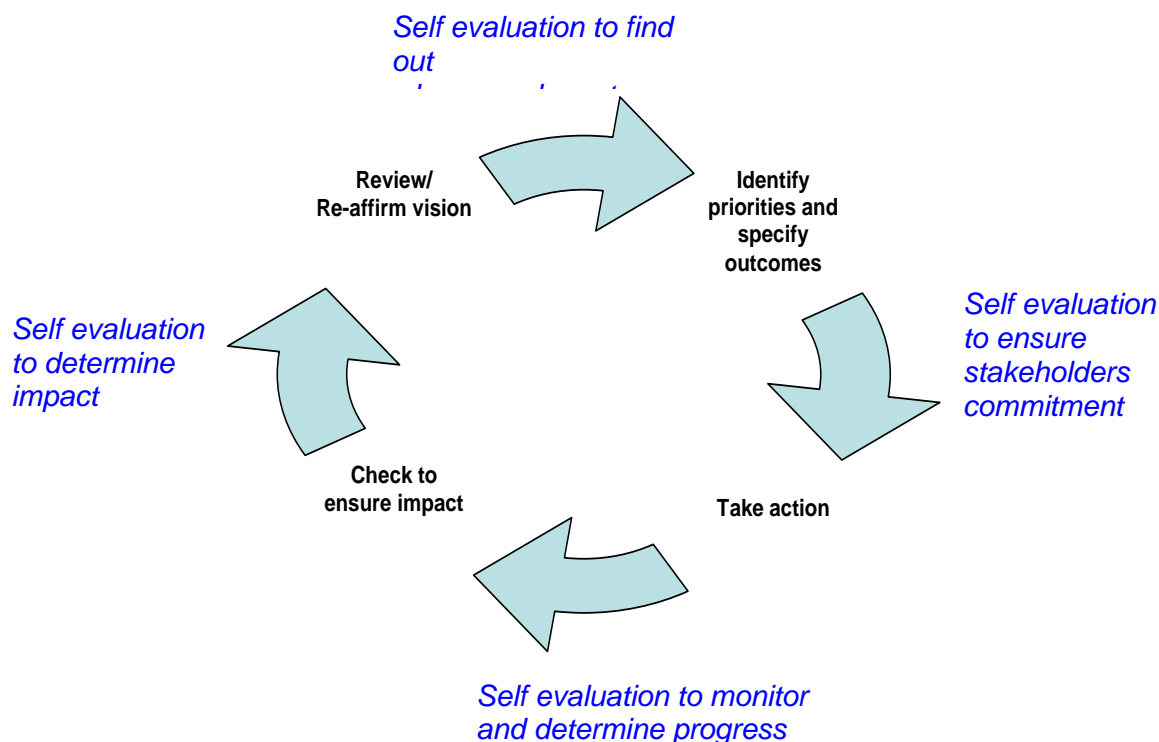 Self evaluation to find
out
Review/
Re-affirm vision
Identify
priorities and
specify
outcomes
Self evaluation
to ensure
stakeholders
commitment
Self evaluation
to determine
impact
Check to
ensure impact
Take action
Self evaluation to monitor
and determine progress